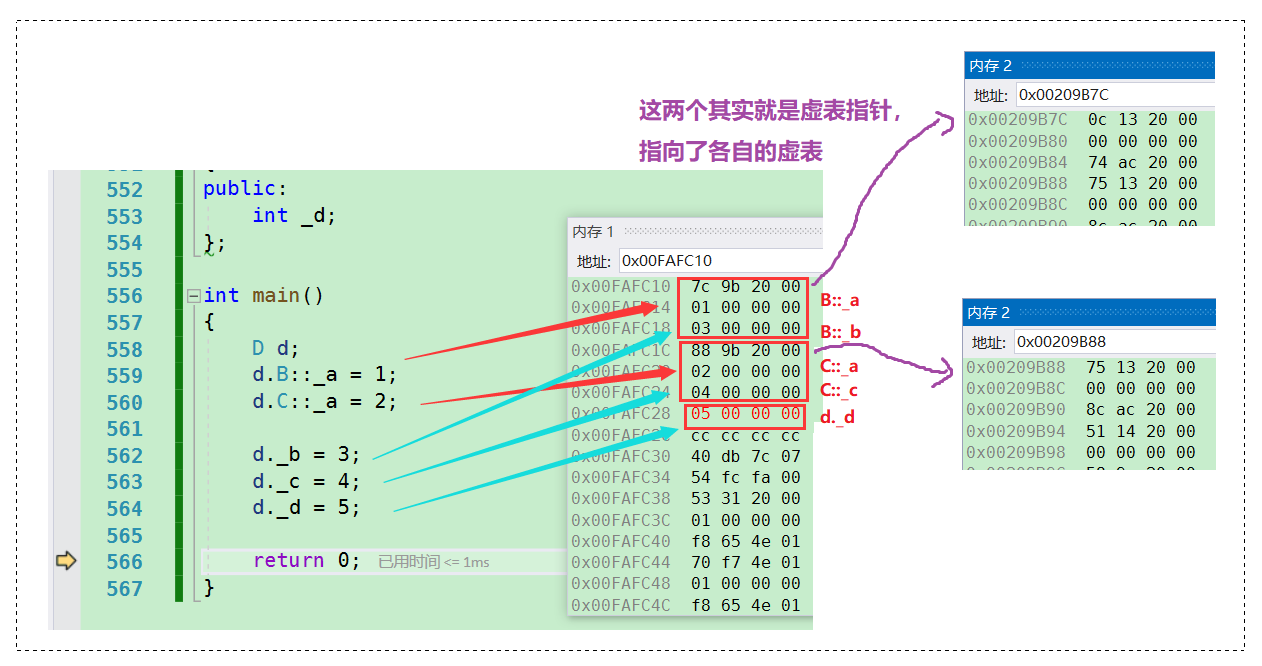 这两个其实就是虚表指针,
指向了各自的虚表
552 public:
553 int _d;
554 };
555
556 int main()
557 {
558 D d;
559 d.B::_a = 1;
560 d.C::_a = 2;
561
562 d._b = 3;
563 d._c = 4;
564 d._d = 5;
565
566 return 0; 已用时间 <= 1ms
567 }
内存 1
地址: 0x00FAFC10
0x00FAFC10 7c 9b 20 00
0x00FAFC14 01 00 00 00 B::_a
0x00FAFC18 03 00 00 00 B::_b
0x00FAFC1C 88 9b 20 00
02 00 00 00 C::_a
0x00FAFC24 04 00 00 00 C::_c
0x00FAFC28 05 00 00 00 d._d
0x00FAFC2C cc cc cc cc
0x00FAFC30 40 db 7c 07
0x00FAFC34 54 fc fa 00
0x00FAFC38 53 31 20 00
0x00FAFC3C 01 00 00 00
0x00FAFC40 f8 65 4e 01
0x00FAFC44 70 f7 4e 01
0x00FAFC48 01 00 00 00
0x00FAFC4C f8 65 4e 01
内存 2
地址: 0x00209B7C
0x00209B7C 0c 13 20 00
0x00209B80 00 00 00 00
0x00209B84 74 ac 20 00
0x00209B88 75 13 20 00
0x00209B8C 00 00 00 00
0x00209B90 8c ac 20 00
内存 2
地址: 0x00209B88
0x00209B88 75 13 20 00
0x00209B8C 00 00 00 00
0x00209B90 8c ac 20 00
0x00209B94 51 14 20 00
0x00209B98 00 00 00 00